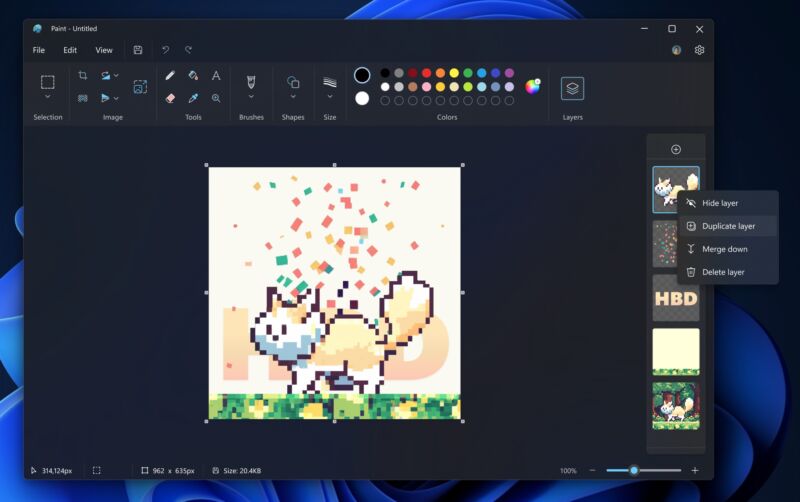 Paint - Untitled
File Edit View
A
Selection Image Tools Brushes Shapes Size Colors Layers
Hide layer
Duplicate layer
Merge down
Delete layer
HBD
HBD
314,124px 962 x 635px Size: 20.4KB 100%